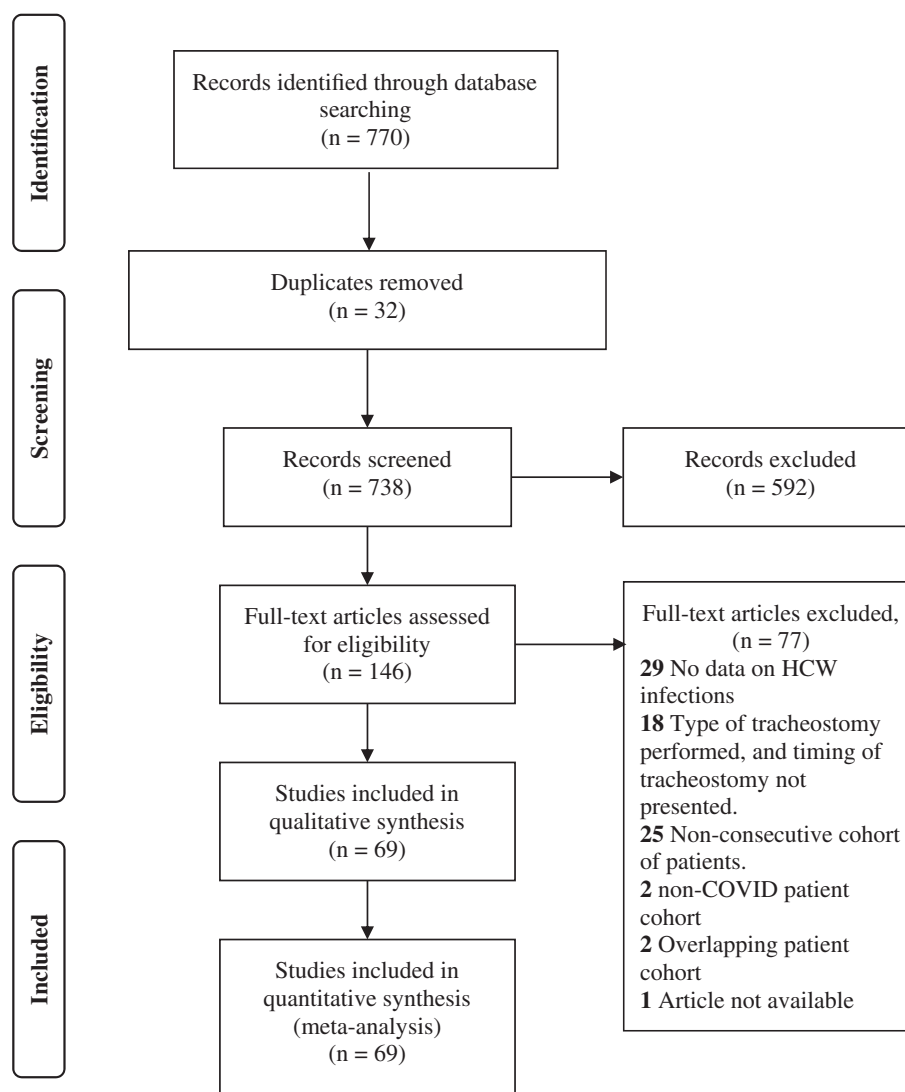 Identification
Records identified through database
searching
(n = 770)
Duplicates removed
(n = 32)
Screening
Records screened
(n = 738)
Records excluded
(n = 592)
Eligibility
Full-text articles assessed
for eligibility
(n = 146)
Full-text articles excluded,
(n = 77)
29 No data on HCW
infections
18 Type of tracheostomy
performed, and timing of
tracheostomy not
presented.
25 Non-consecutive cohort
of patients.
2 non-COVID patient
cohort
2 Overlapping patient
cohort
1 Article not available
Studies included in
qualitative synthesis
(n = 69)
Included
Studies included in
quantitative synthesis
(meta-analysis)
(n = 69)